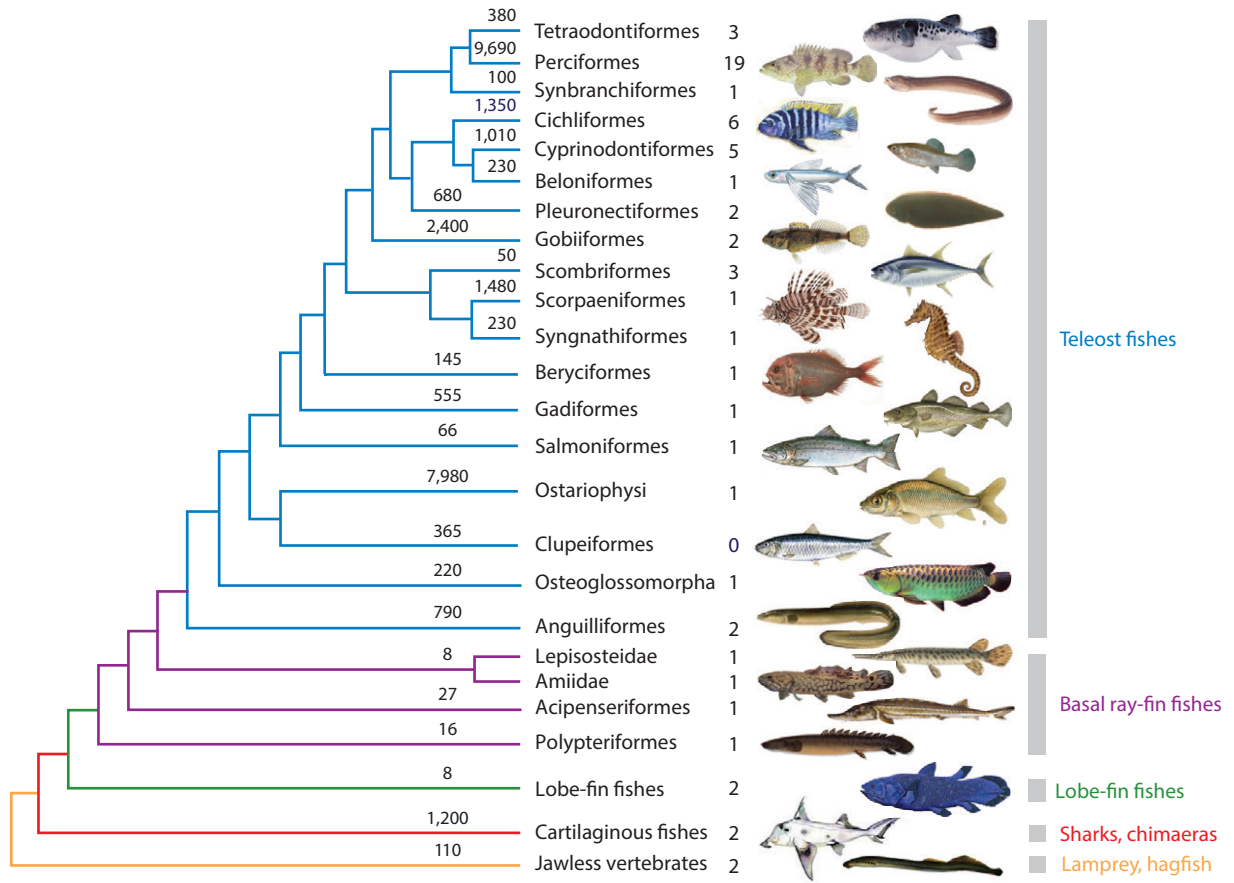 380 Tetraodontiformes 3
9,690 Perciformes 19
100 Synbranchiformes 1
1,350 Cichliformes 6
1,010 Cyprinodontiformes 5
230 Beloniformes 1
680 Pleuronectiformes 2
2,400 Gobiiformes 2
50 Scombriformes 3
1,480 Scorpaeniformes 1
230 Syngnathiformes 1
145 Beryciformes 1
555 Gadiformes 1
66 Salmoniformes 1
7,980 Ostariophysi 1
365 Clupeiformes 0
220 Osteoglossomorpha 1
790 Anguilliformes 2
Teleost fishes
8 Lepisosteidae 1
Amiidae 1
27 Acipenseriformes 1
16 Polypteriformes 1
Basal ray-fin fishes
8 Lobe-fin fishes 2 Lobe-fin fishes
1,200 Cartilaginous fishes 2 Sharks, chimaeras
110 Jawless vertebrates 2 Lamprey, hagfish